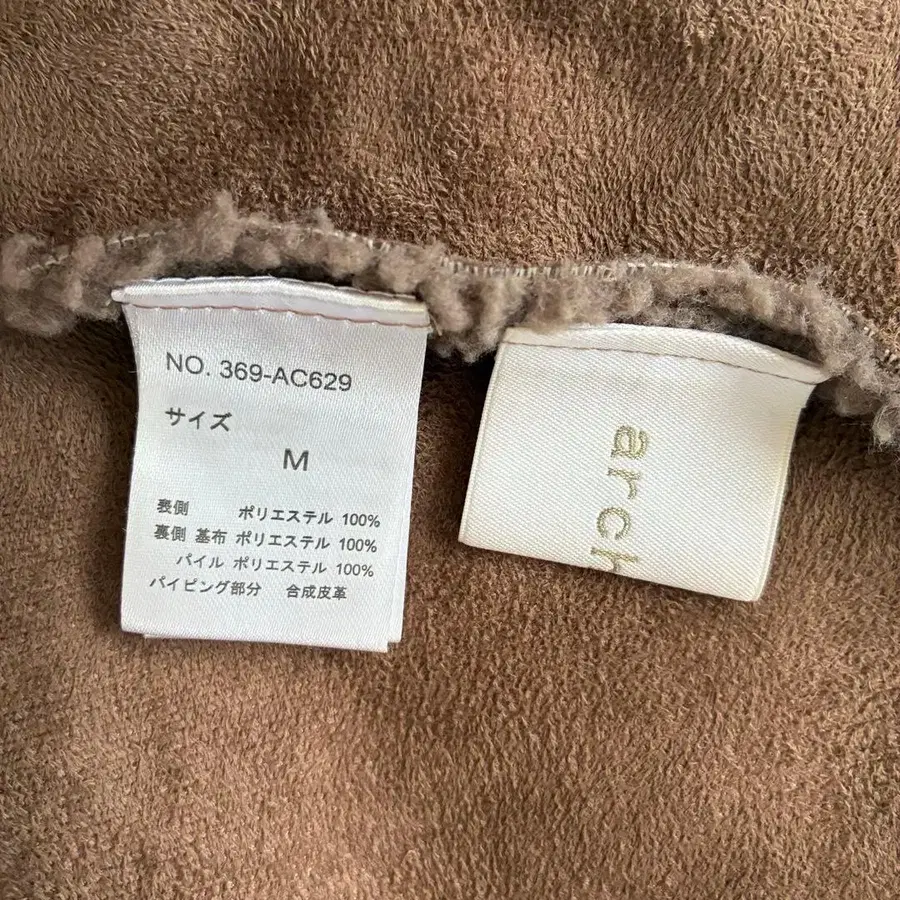 NO. 369-AC629
サイズ
M
表側 ポリエステル 100%
裏側 基布 ポリエステル 100%
パイル ポリエステル 100%
パイピング部分 合成皮革
arch